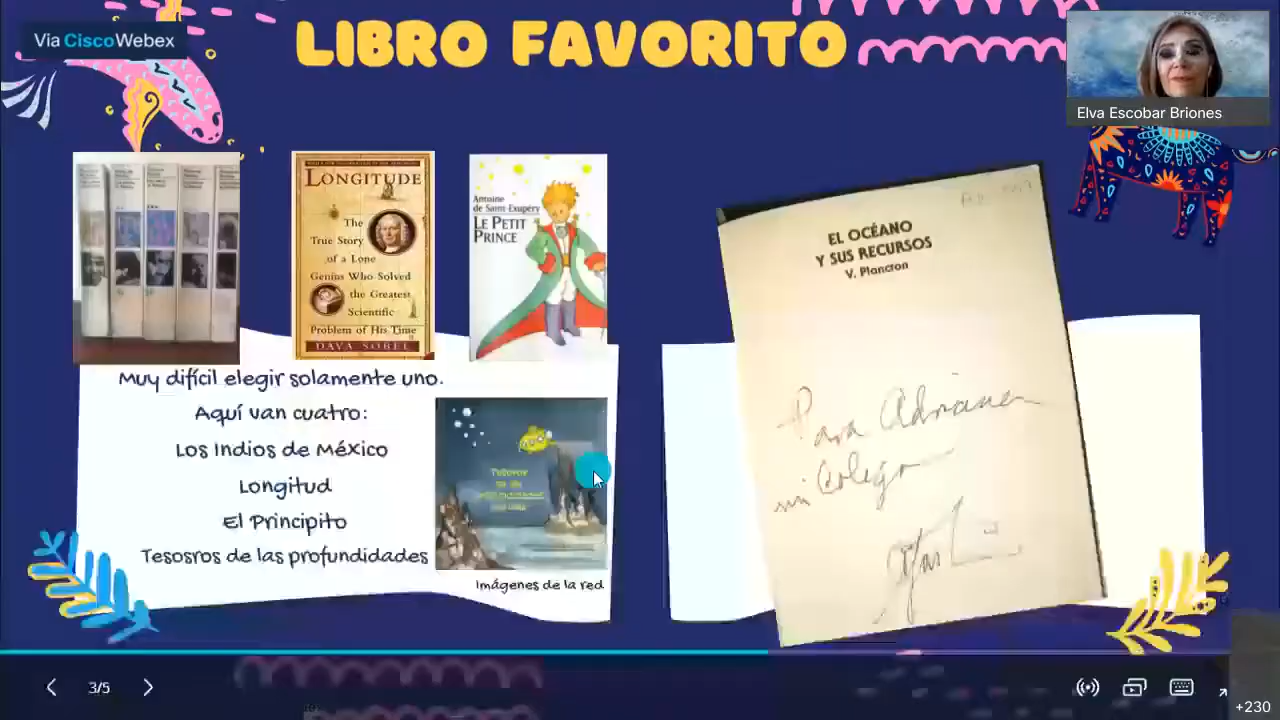 Via CiscoWebex
LIBRO FAVORITO
Elva Escobar Briones
LONGITUDE
The
True Story
of a Lone
Genius Who Solved
the Greatest
Scientific
Problem of His Time
DAVA SOBEL
Antoine
de Saint-Exupéry
LE PETIT
PRINCE
Muy difícil elegir solamente uno.
Aquí van cuatro:
Los Indios de México
Longitud
El Principito
Tesosros de las profundidades
Imágenes de la red
EL OCÉANO
Y SUS RECURSOS
V. Plancton
Para Adriana
mi Colega
3/5
+230